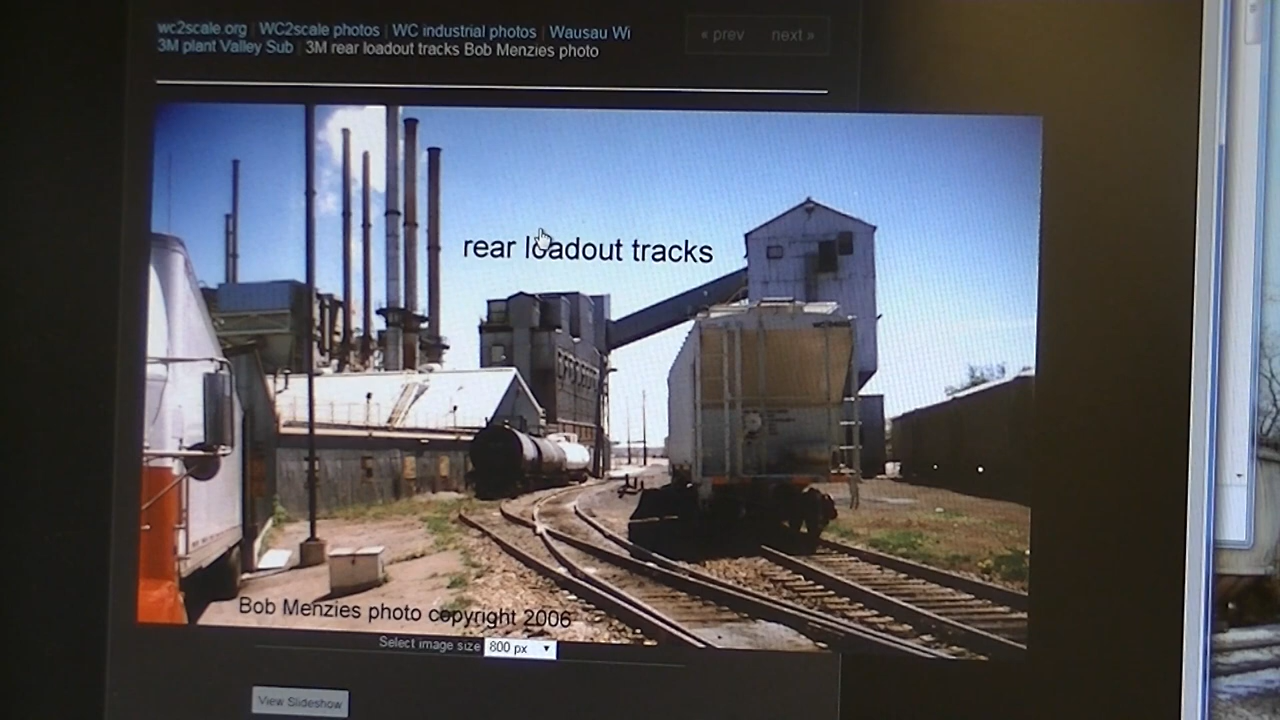 wc2scale.org | WC2scale photos | WC industrial photos | Wausau Wi
3M plant Valley Sub | 3M rear loadout tracks Bob Menzies photo
« prev next »
rear loadout tracks
Bob Menzies photo copyright 2006
Select image size 800 px
View Slideshow